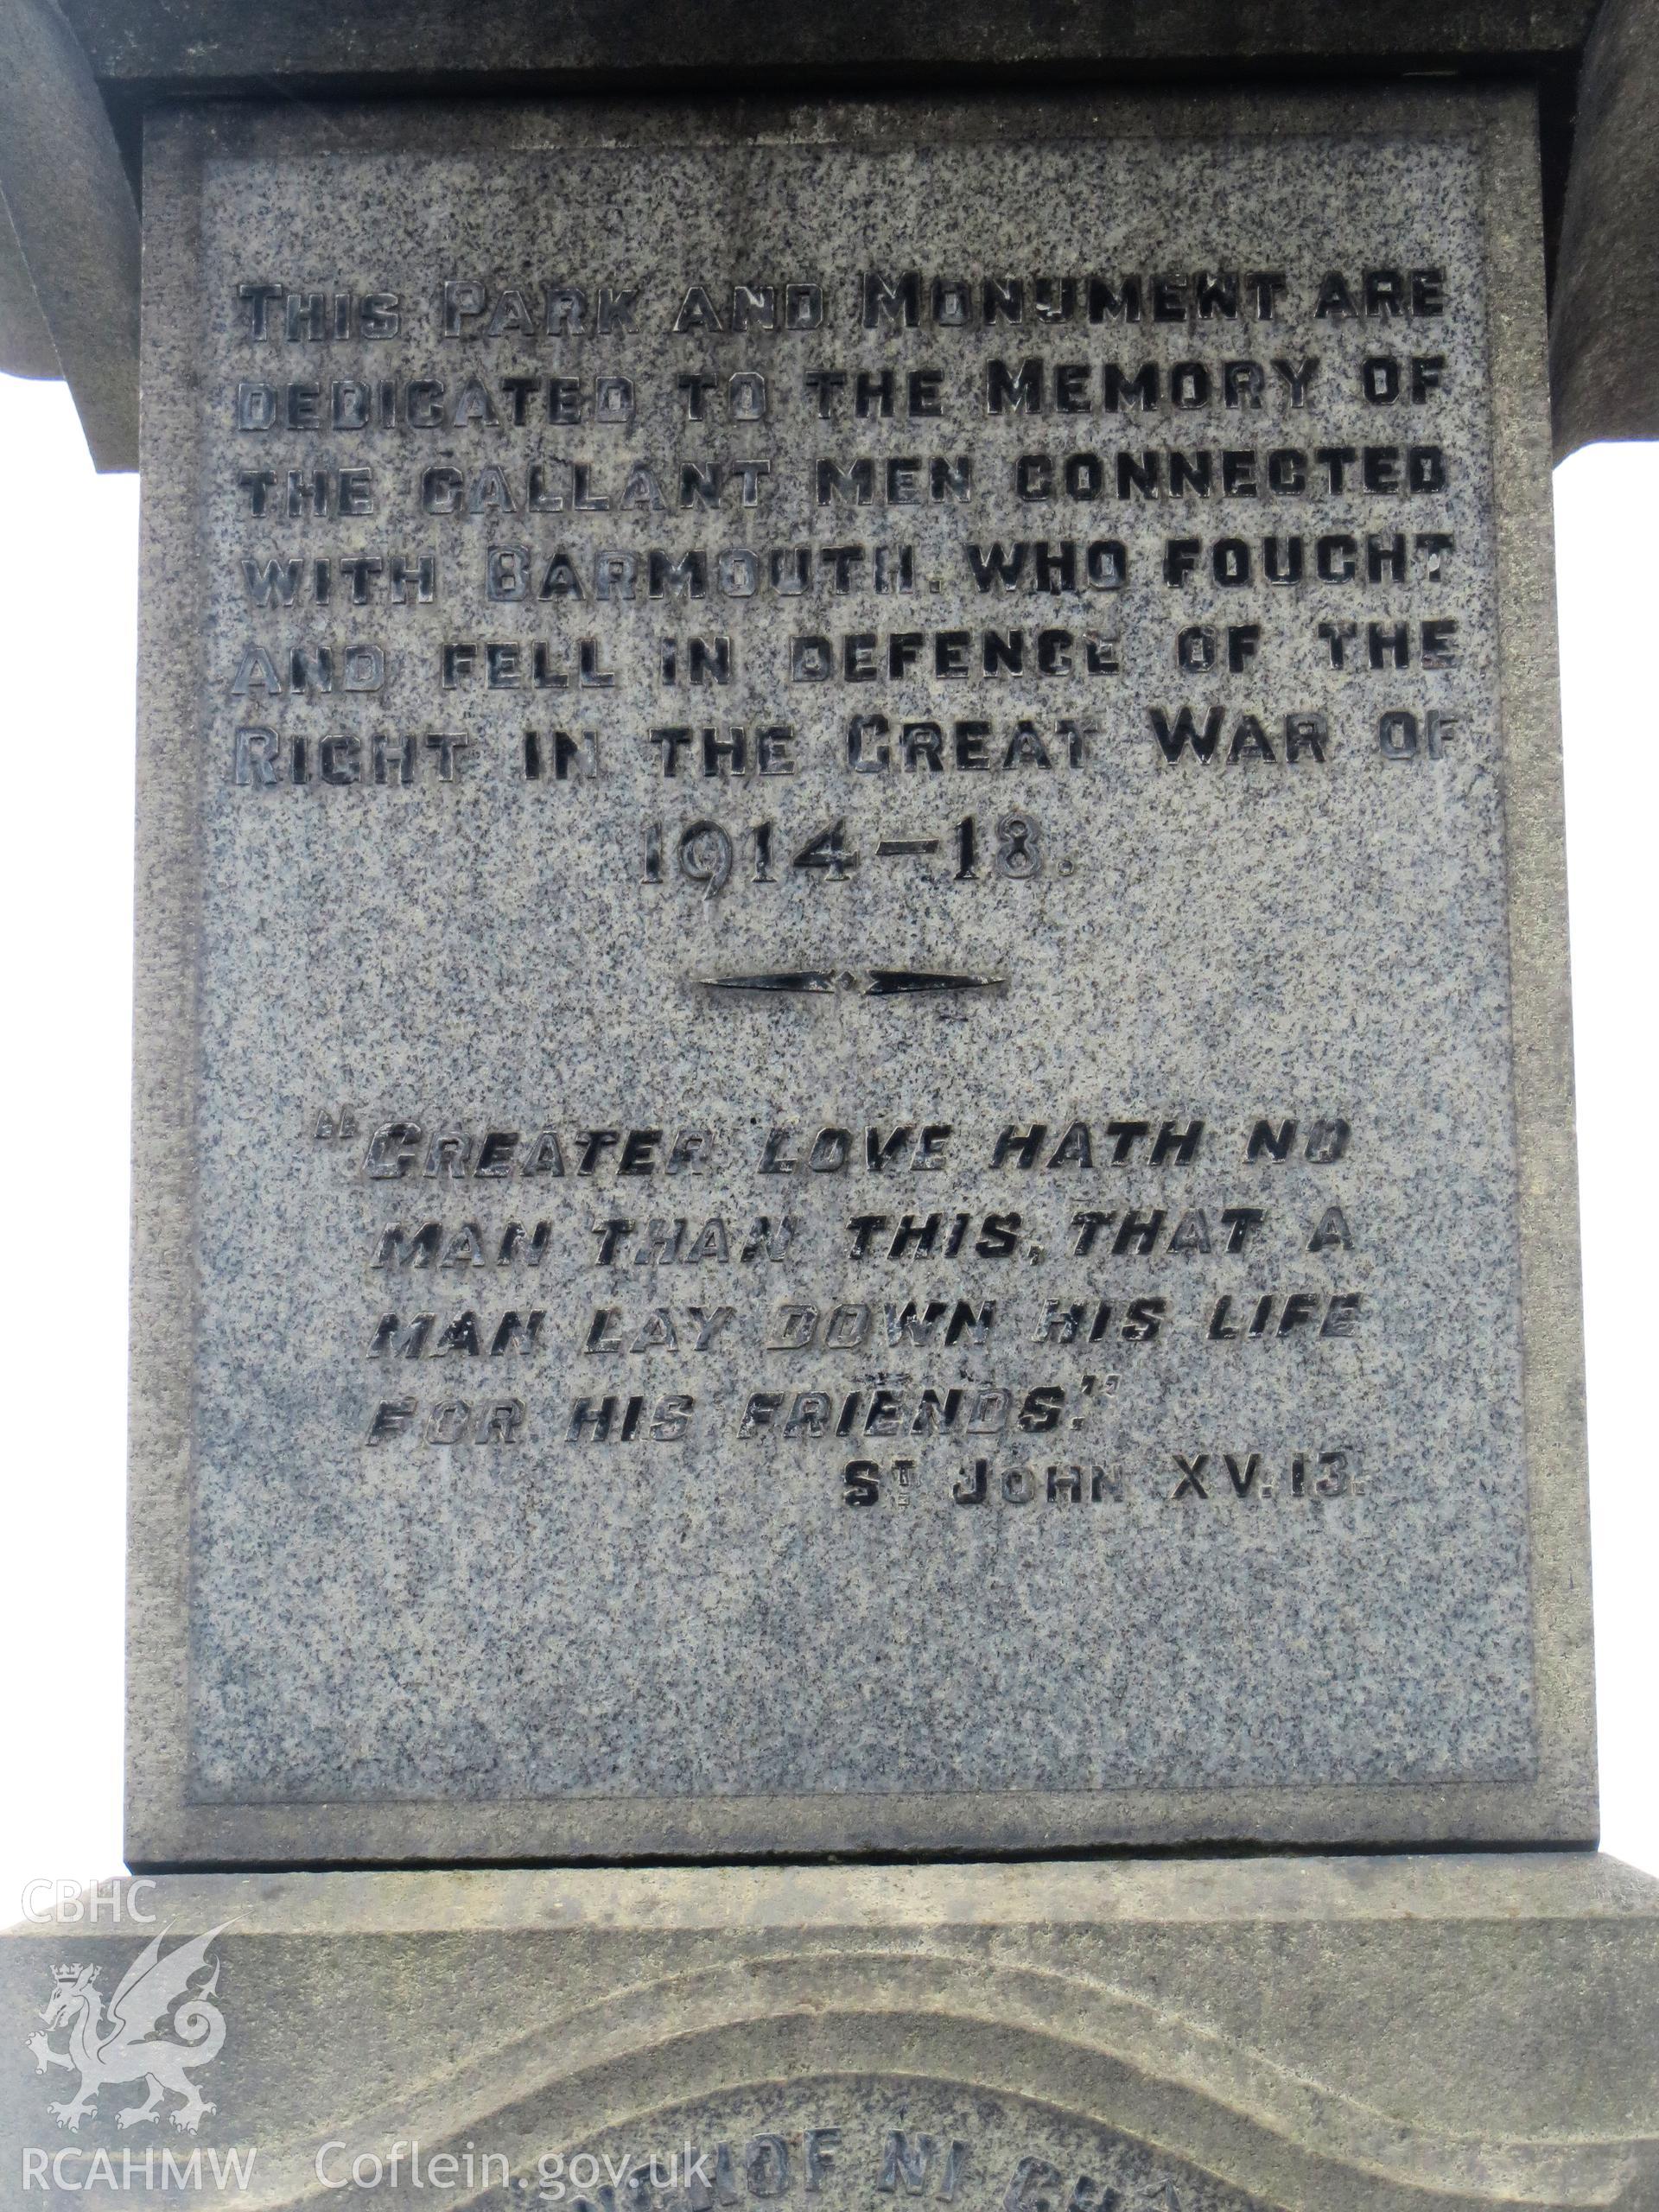 THIS PARK AND MONUMENT ARE
DEDICATED TO THE MEMORY OF
THE GALLANT MEN CONNECTED
WITH BARMOUTH, WHO FOUGHT
AND FELL IN DEFENCE OF THE
RIGHT IN THE GREAT WAR OF
1914-18.
"GREATER LOVE HATH NO
MAN THAN THIS, THAT A
MAN LAY DOWN HIS LIFE
FOR HIS FRIENDS."
ST JOHN XV. 13.
CBHC
RCAHMW Coflein.gov.uk